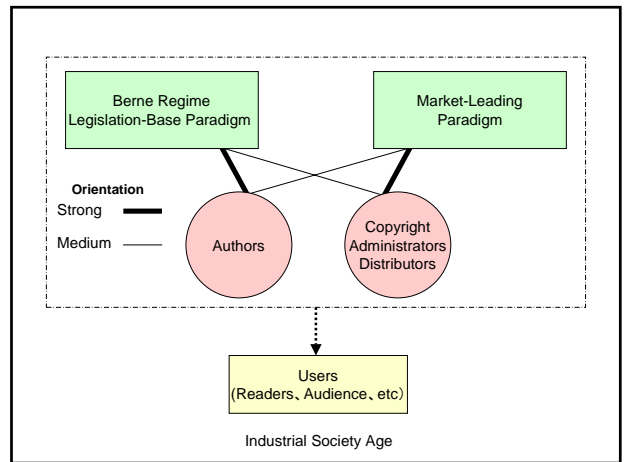 Berne Regime
Legislation-Base Paradigm
Market-Leading
Paradigm
Orientation
Strong
Medium
Authors
Copyright
Administrators
Distributors
Users
(Readers、Audience、etc)
Industrial Society Age